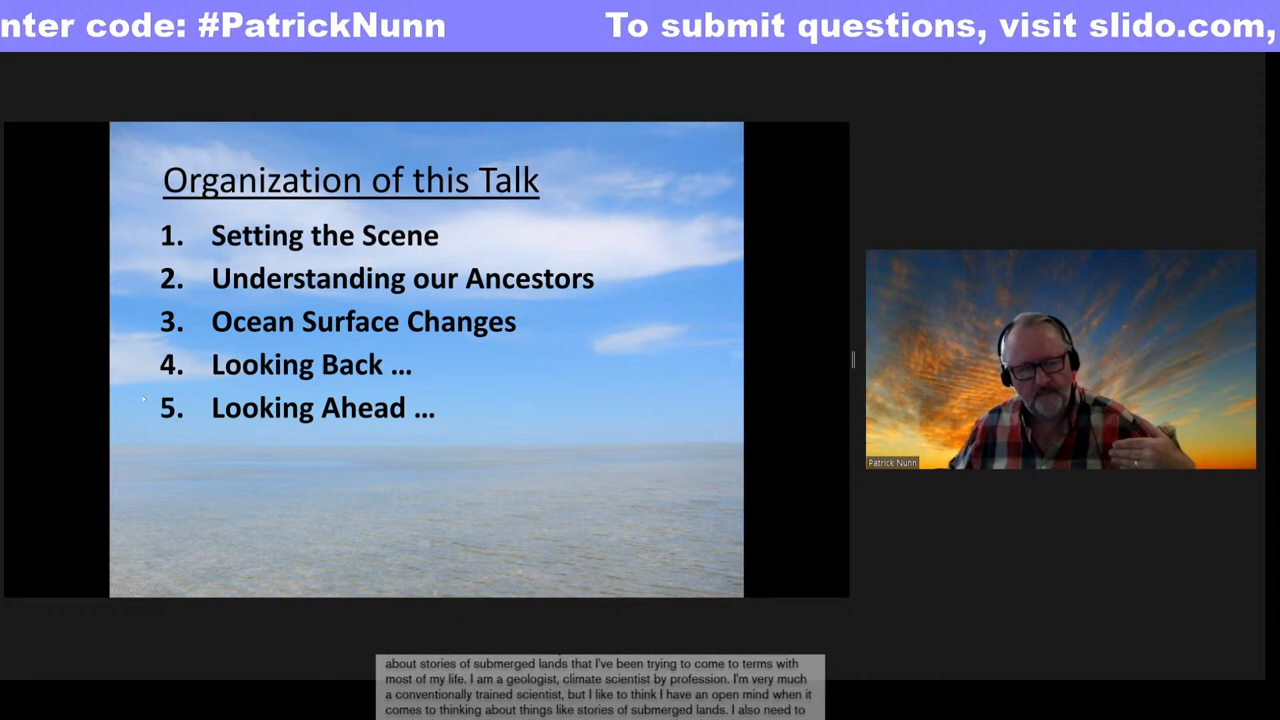 nter code: #PatrickNunn To submit questions, visit slido.com,
Organization of this Talk
1. Setting the Scene
2. Understanding our Ancestors
3. Ocean Surface Changes
4. Looking Back ...
5. Looking Ahead ...
Patrick Nunn
about stories of submerged lands that I've been trying to come to terms with
most of my life. I am a geologist, climate scientist by profession. I'm very much
a conventionally trained scientist, but I like to think I have an open mind when it
comes to thinking about things like stories of submerged lands. I also need to